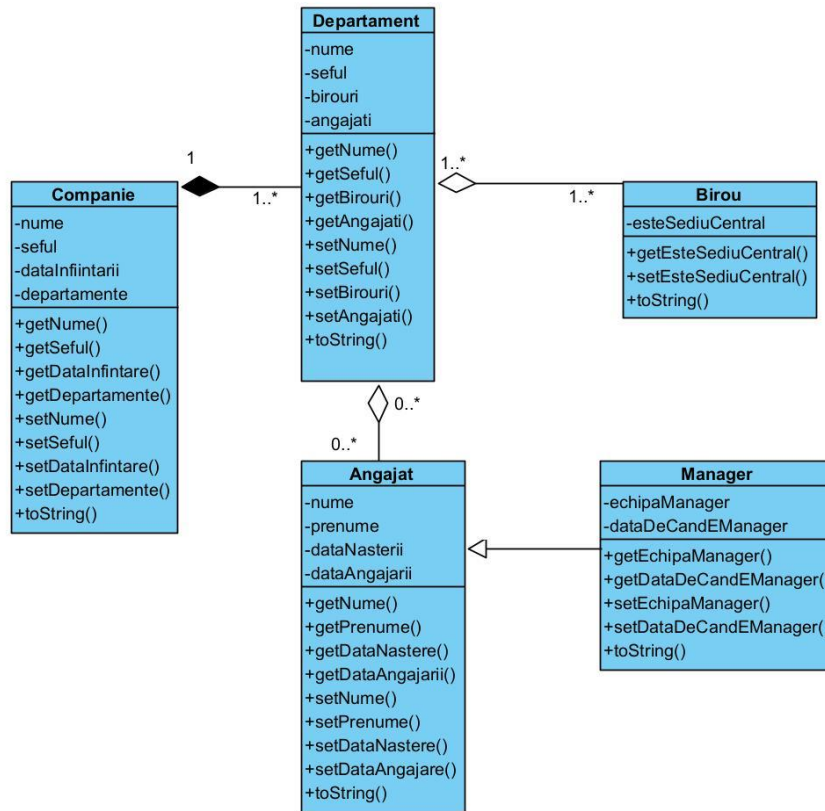 Departament
-nume
-seful
-birouri
-angajati
+getNume()
+getSeful()
+getBirouri()
+getAngajati()
+setNume()
+setSeful()
+setBirouri()
+setAngajati()
+toString()
1
1..*
1..*
1..*
Companie
-nume
-seful
-dataInfiintarii
-departamente
+getNume()
+getSeful()
+getDataInfintare()
+getDepartamente()
+setNume()
+setSeful()
+setDataInfintare()
+setDepartamente()
+toString()
Birou
-esteSediuCentral
+getEsteSediuCentral()
+setEsteSediuCentral()
+toString()
0..*
0..*
Angajat
-nume
-prenume
-dataNasterii
-dataAngajarii
+getNume()
+getPrenume()
+getDataNastere()
+getDataAngajarii()
+setNume()
+setPrenume()
+setDataNastere()
+setDataAngajare()
+toString()
Manager
-echipaManager
-dataDeCandEManager
+getEchipaManager()
+getDataDeCandEManager()
+setEchipaManager()
+setDataDeCandEManager(
+toString()